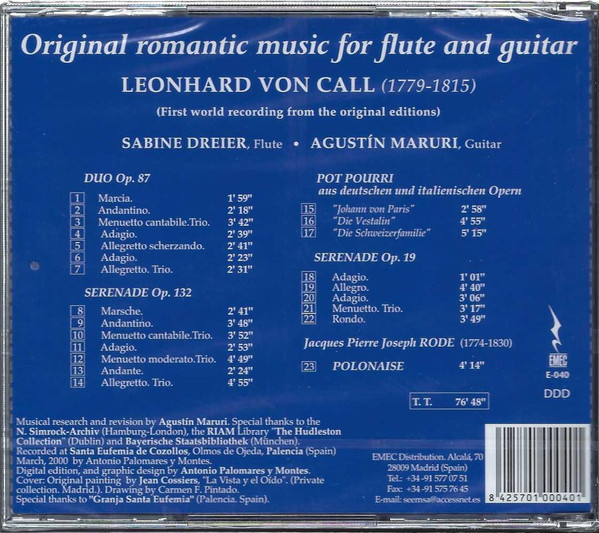 Original romantic music for flute and guitar
LEONHARD VON CALL (1779-1815)
(First world recording from the original editions)
SABINE DREIER, Flute • AGUSTÍN MARURI, Guitar
DUO Op. 87
1 Marcia. 1' 59"
2 Andantino. 2' 18"
3 Menuetto cantabile.Trio. 3' 42"
4 Adagio. 2' 39"
5 Allegretto scherzando. 2' 41"
6 Adagio. 2' 23"
7 Allegretto. Trio. 2' 31"
SERENADE Op. 132
8 Marsche. 2' 41"
9 Andantino. 3' 48"
10 Menuetto cantabile.Trio. 3' 52"
11 Adagio. 2' 53"
12 Menuetto moderato.Trio. 4' 49"
13 Andante. 2' 24"
14 Allegretto. Trio. 4' 55"
POT POURRI
aus deutschen und italienischen Opern
15 "Johann von Paris" 2' 58"
16 "Die Vestalin" 4' 55"
17 "Die Schweizerfamilie" 5' 15"
SERENADE Op. 19
18 Adagio. 1' 01"
19 Allegro. 4' 40"
20 Adagio. 3' 06"
21 Menuetto. Trio. 3' 17"
22 Rondo. 3' 49"
Jacques Pierre Joseph RODE (1774-1830)
23 POLONAISE 4' 14"
T. T. 76' 48"
EMEC
E-040
DDD
Musical research and revision by Agustín Maruri. Special thanks to the
N. Simrock-Archiv (Hamburg-London), the RIAM Library "The Hudleston
Collection" (Dublin) and Bayerische Staatsbibliothek (München).
Recorded at Santa Eufemia de Cozollos, Olmos de Ojeda, Palencia (Spain)
March, 2000 by Antonio Palomares y Montes.
Digital edition, and graphic design by Antonio Palomares y Montes.
Cover: Original painting by Jean Cossiers, "La Vista y el Oído". (Private
collection. Madrid.). Drawing by Carmen F. Pintado.
Special thanks to "Granja Santa Eufemia" (Palencia. Spain).
EMEC Distribution. Alcalá, 70
28009 Madrid (Spain)
Tel.: +34 -91 577 07 51
Fax.: +34 -91 575 76 45
E-mail: seemsa@accessnet.es
8 425701 000401